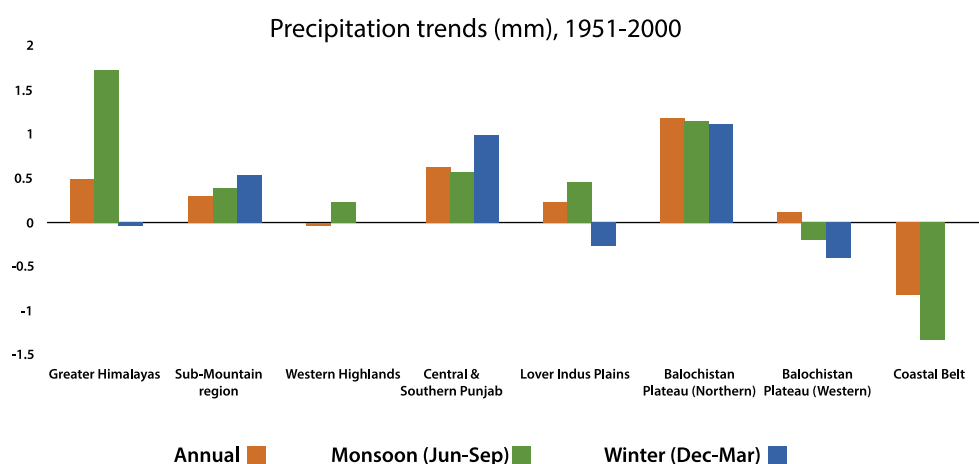 Precipitation trends (mm), 1951-2000
2
1.5
1
0.5
0
-0.5
-1
-1.5
Greater Himalayas
Sub-Mountain
region
Western Highlands
Central &
Southern Punjab
Lover Indus Plains
Balochistan
Plateau (Northern)
Balochistan
Plateau (Western)
Coastal Belt
Annual
Monsoon (Jun-Sep)
Winter (Dec-Mar)